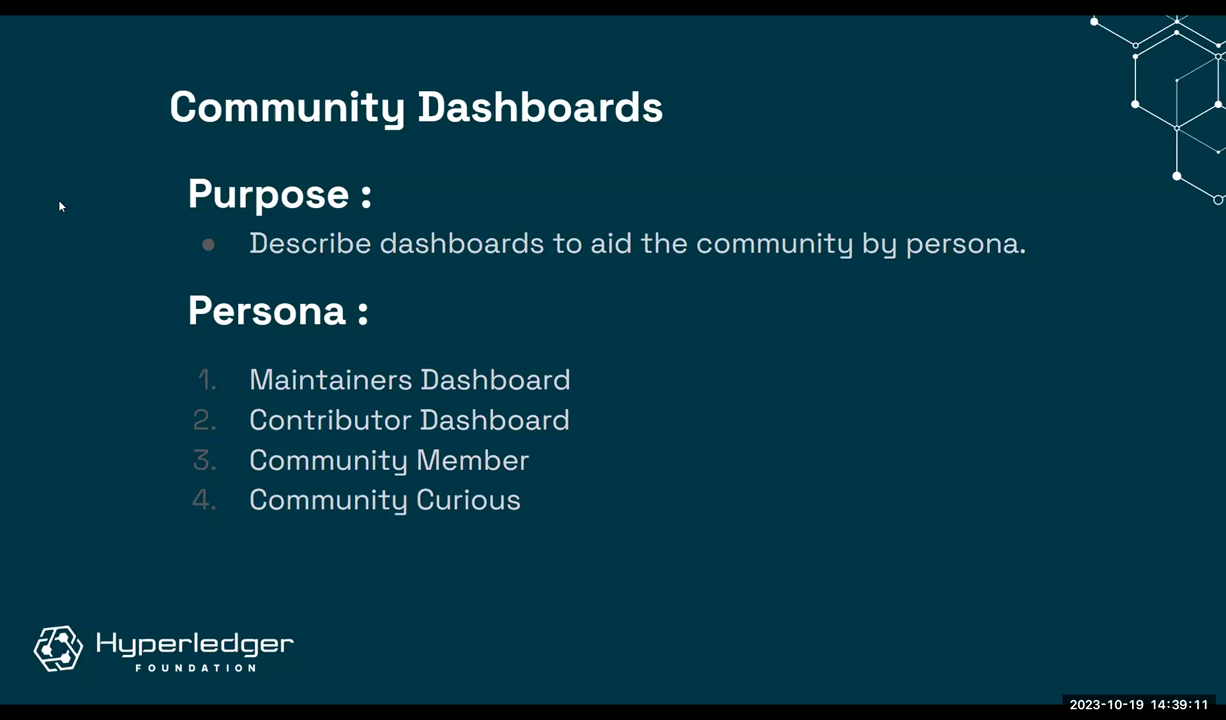 Community Dashboards
Purpose :
● Describe dashboards to aid the community by persona.
Persona :
1. Maintainers Dashboard
2. Contributor Dashboard
3. Community Member
4. Community Curious
Hyperledger
FOUNDATION
2023-10-19 14:39:11